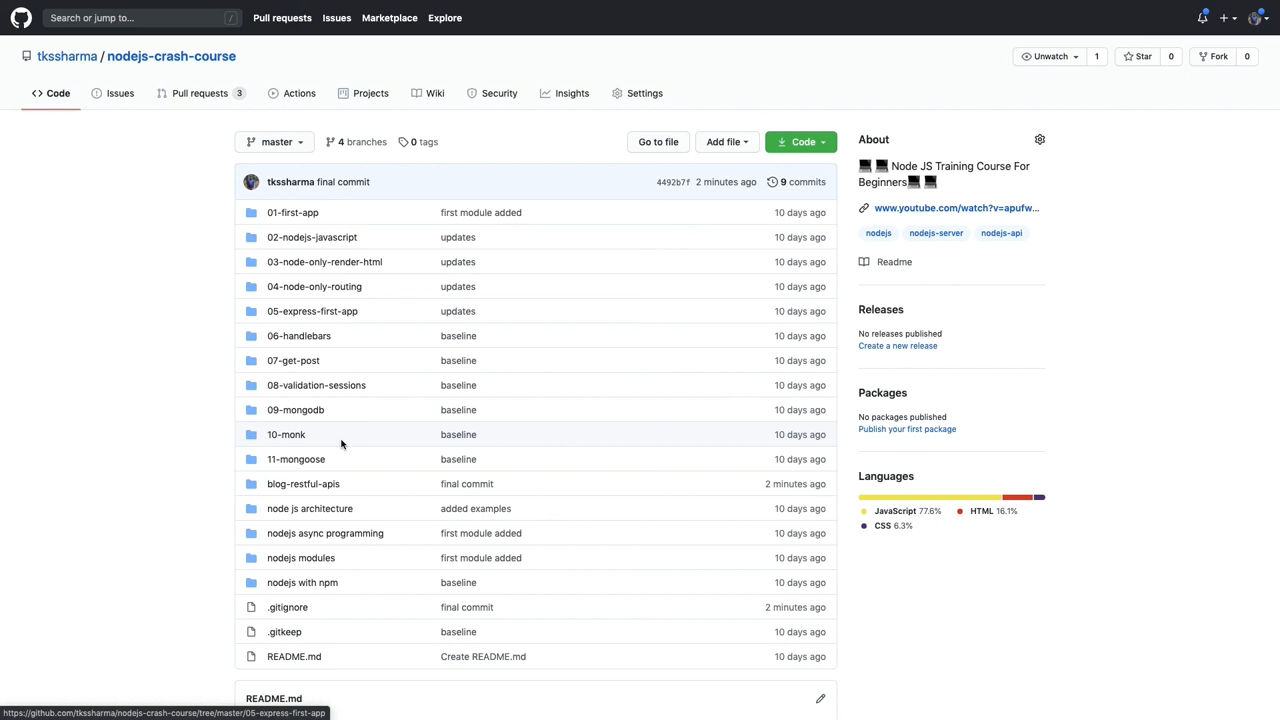 Search or jump to... /
Pull requests Issues Marketplace Explore
tkssharma / nodejs-crash-course
Unwatch 1 Star 0 Fork 0
Code Issues Pull requests 3 Actions Projects Wiki Security Insights Settings
master 4 branches 0 tags Go to file Add file Code
tkssharma final commit 4492b7f 2 minutes ago 9 commits
01-first-app first module added 10 days ago
02-nodejs-javascript updates 10 days ago
03-node-only-render-html updates 10 days ago
04-node-only-routing updates 10 days ago
05-express-first-app updates 10 days ago
06-handlebars baseline 10 days ago
07-get-post baseline 10 days ago
08-validation-sessions baseline 10 days ago
09-mongodb baseline 10 days ago
10-monk baseline 10 days ago
11-mongoose baseline 10 days ago
blog-restful-apis final commit 2 minutes ago
node js architecture added examples 10 days ago
nodejs async programming first module added 10 days ago
nodejs modules first module added 10 days ago
nodejs with npm baseline 10 days ago
.gitignore final commit 2 minutes ago
.gitkeep baseline 10 days ago
README.md Create README.md 10 days ago
README.md
About
Node JS Training Course For
Beginners
www.youtube.com/watch?v=apufw...
nodejs nodejs-server nodejs-api
Readme
Releases
No releases published
Create a new release
Packages
No packages published
Publish your first package
Languages
JavaScript 77.6% HTML 16.1%
CSS 6.3%
https://github.com/tkssharma/nodejs-crash-course/tree/master/05-express-first-app